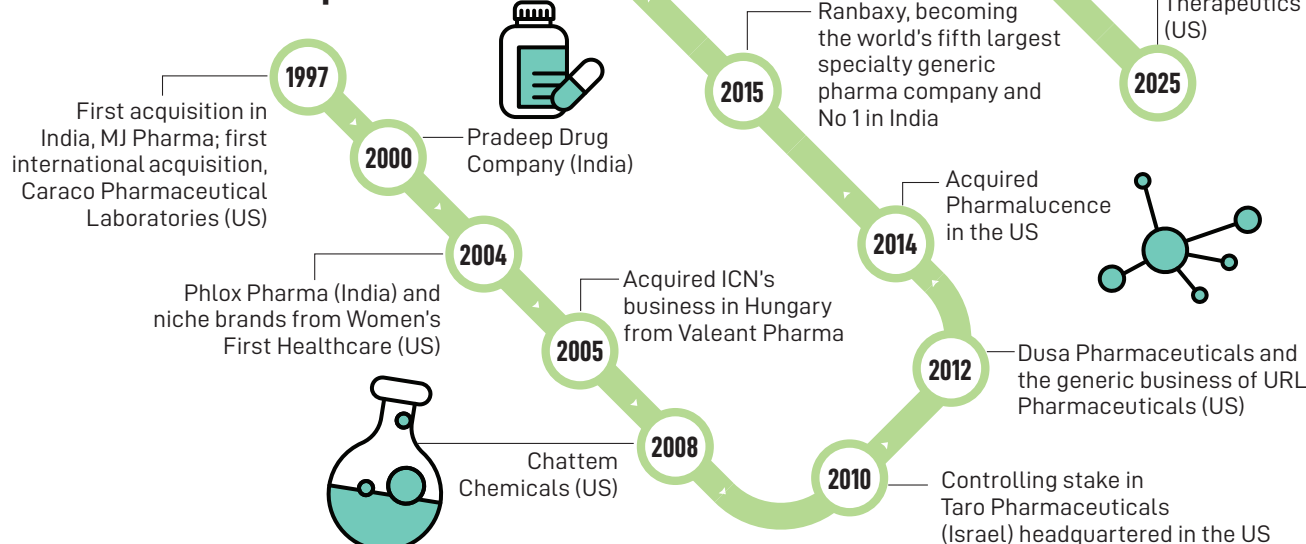 1997
First acquisition in
India, MJ Pharma; first
international acquisition,
Caraco Pharmaceutical
Laboratories (US)
2000
Pradeep Drug
Company (India)
2004
Phlox Pharma (India) and
niche brands from Women's
First Healthcare (US)
2005
Acquired ICN's
business in Hungary
from Valeant Pharma
2008
Chattem
Chemicals (US)
2010
Controlling stake in
Taro Pharmaceuticals
(Israel) headquartered in the US
2012
Dusa Pharmaceuticals and
the generic business of URL
Pharmaceuticals (US)
2014
Acquired
Pharmalucence
in the US
2015
Ranbaxy, becoming
the world's fifth largest
specialty generic
pharma company and
No 1 in India
2025
Therapeutics
(US)